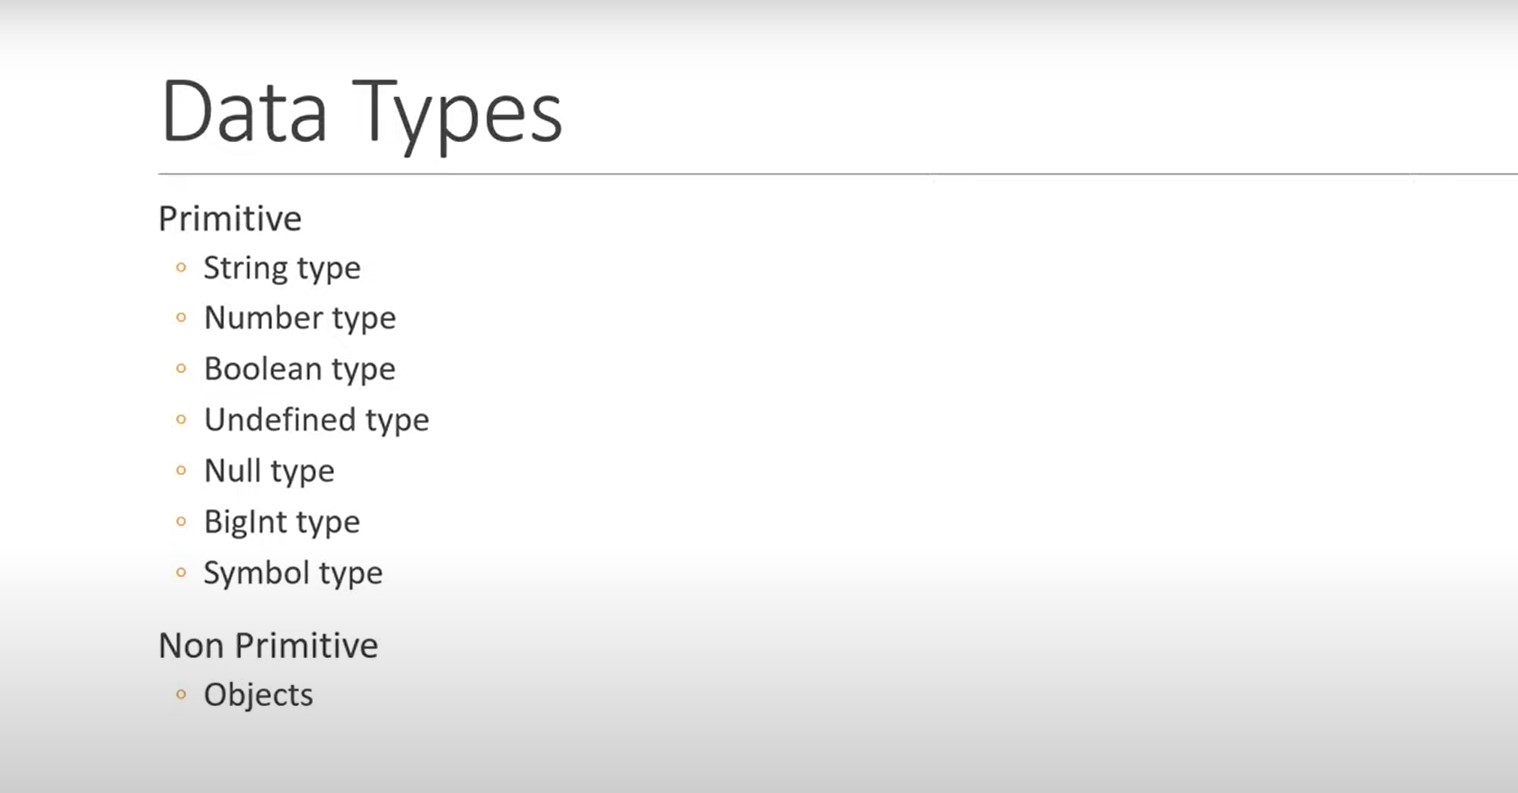 Data Types
Primitive
String type
Number type
Boolean type
Undefined type
Null type
BigInt type
Symbol type
Non Primitive
Objects